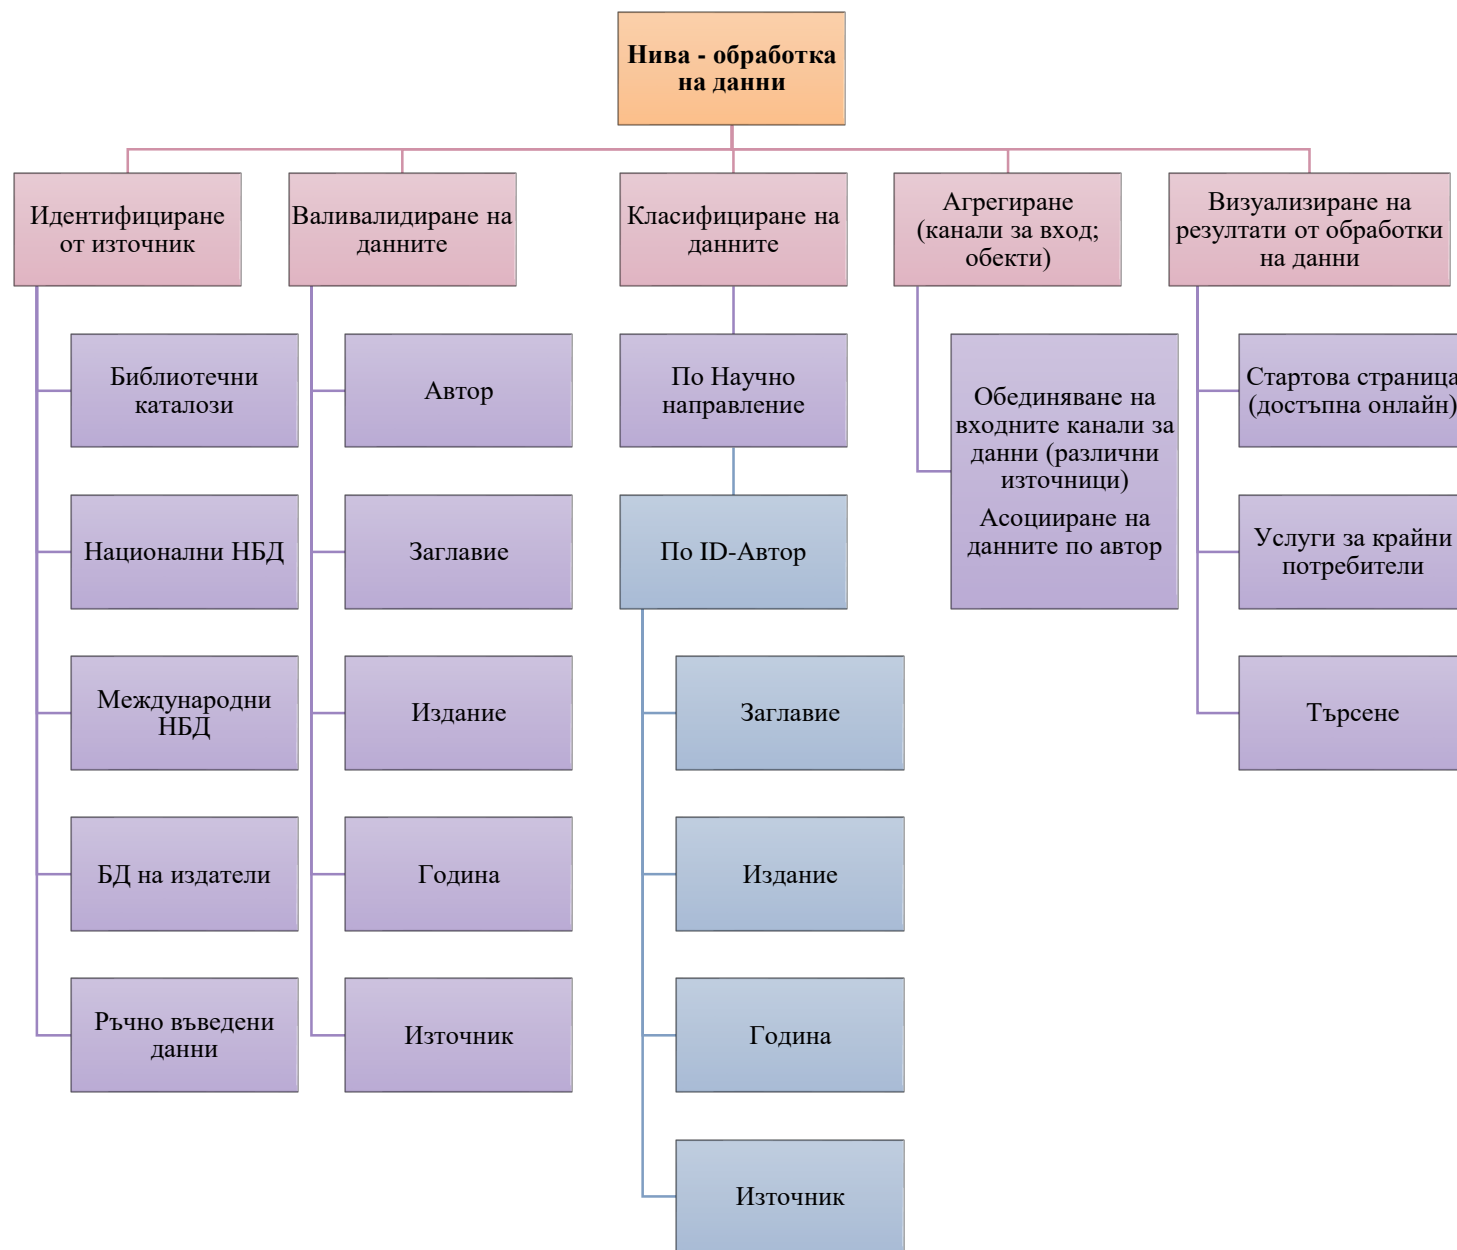 Нива - обработка
на данни
Идентифициране
от източник
Библиотечни
каталози
Национални НБД
Международни
НБД
БД на издатели
Ръчно въведени
данни
Валивалидиране на
данните
Автор
Заглавие
Издание
Година
Източник
Класифициране на
данните
По Научно
направление
По ID-Автор
Заглавие
Издание
Година
Източник
Агрегиране
(канали за вход;
обекти)
Обединяване на
входните канали за
данни (различни
източници)
Асоцииране на
данните по автор
Визуализиране на
резултати от обработки
на данни
Стартова страница
(достъпна онлайн)
Услуги за крайни
потребители
Търсене